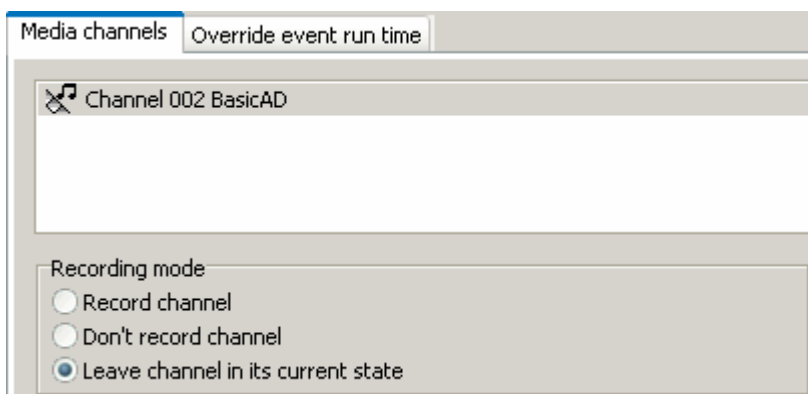 Media channels
Override event run time
Channel 002 BasicAD
Recording mode
Record channel
Don't record channel
Leave channel in its current state